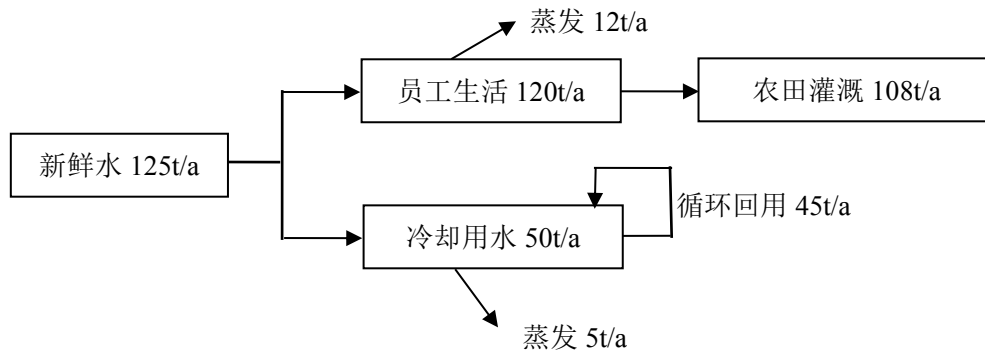 蒸发 12t/a
员工生活 120t/a
农田灌溉 108t/a
新鲜水 125t/a
循环回用 45t/a
冷却用水 50t/a
蒸发 5t/a